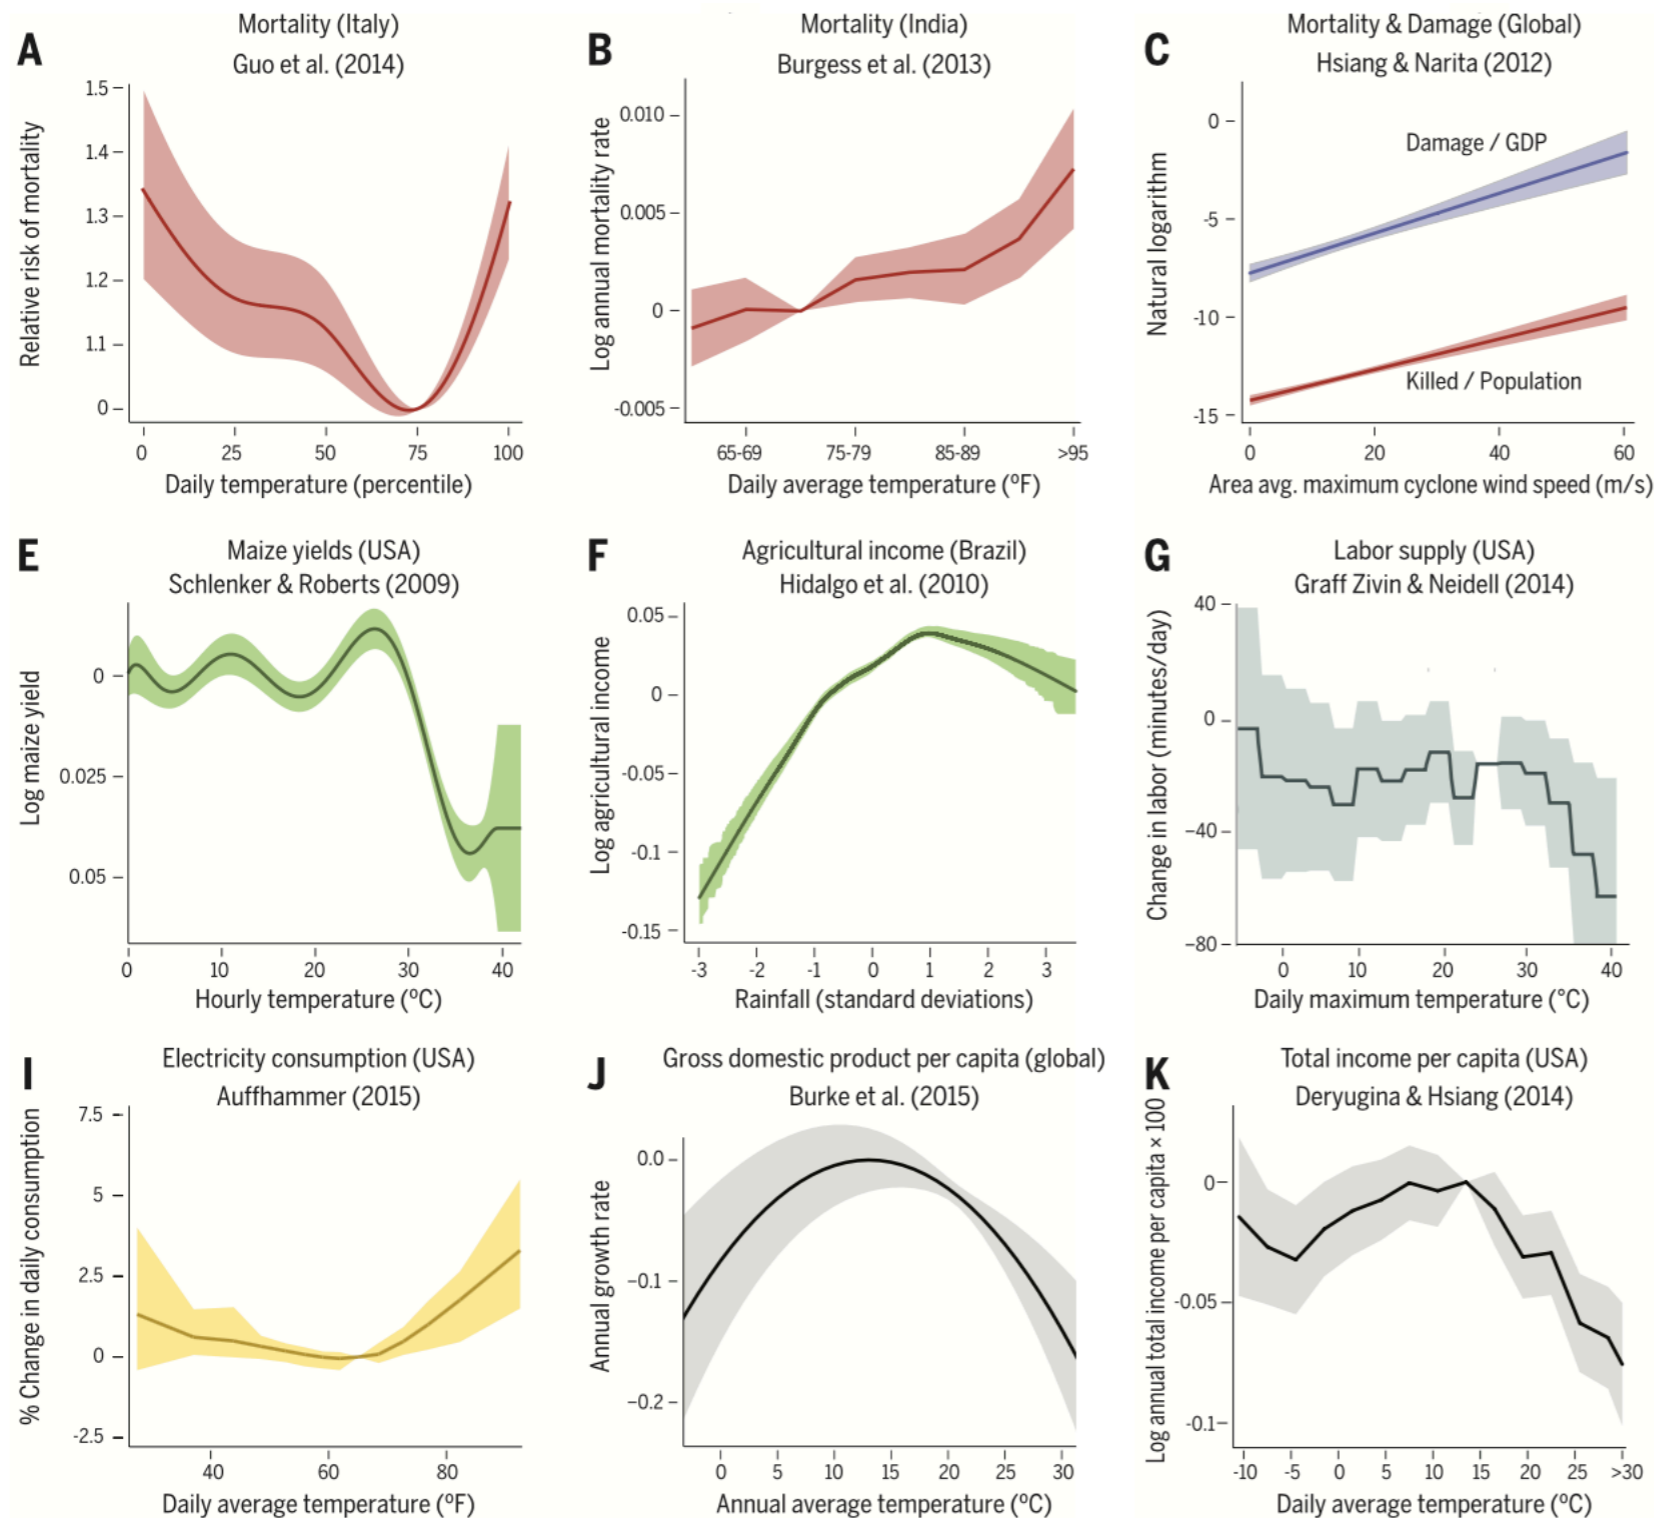 A
Mortality (Italy)
Guo et al. (2014)
Relative risk of mortality
1.5
1.4
1.3
1.2
1.1
0
0 25 50 75 100
Daily temperature (percentile)
B
Mortality (India)
Burgess et al. (2013)
Log annual mortality rate
0.010
0.005
0
-0.005
65-69 75-79 85-89 >95
Daily average temperature (ºF)
C
Mortality & Damage (Global)
Hsiang & Narita (2012)
Natural logarithm
0
-5
-10
-15
Damage / GDP
Killed / Population
0 20 40 60
Area avg. maximum cyclone wind speed (m/s)
E
Maize yields (USA)
Schlenker & Roberts (2009)
Log maize yield
0
0.025
0.05
0 10 20 30 40
Hourly temperature (ºC)
F
Agricultural income (Brazil)
Hidalgo et al. (2010)
Log agricultural income
0.05
0
-0.05
-0.1
-0.15
-3 -2 -1 0 1 2 3
Rainfall (standard deviations)
G
Labor supply (USA)
Graff Zivin & Neidell (2014)
Change in labor (minutes/day)
40
0
−40
−80
0 10 20 30 40
Daily maximum temperature (°C)
I
Electricity consumption (USA)
Auffhammer (2015)
% Change in daily consumption
7.5
5
2.5
0
-2.5
40 60 80
Daily average temperature (ºF)
J
Gross domestic product per capita (global)
Burke et al. (2015)
Annual growth rate
0.0
−0.1
−0.2
0 5 10 15 20 25 30
Annual average temperature (ºC)
K
Total income per capita (USA)
Deryugina & Hsiang (2014)
Log annual total income per capita × 100
0
-0.05
-0.1
-10 -5 0 5 10 15 20 25 >30
Daily average temperature (ºC)